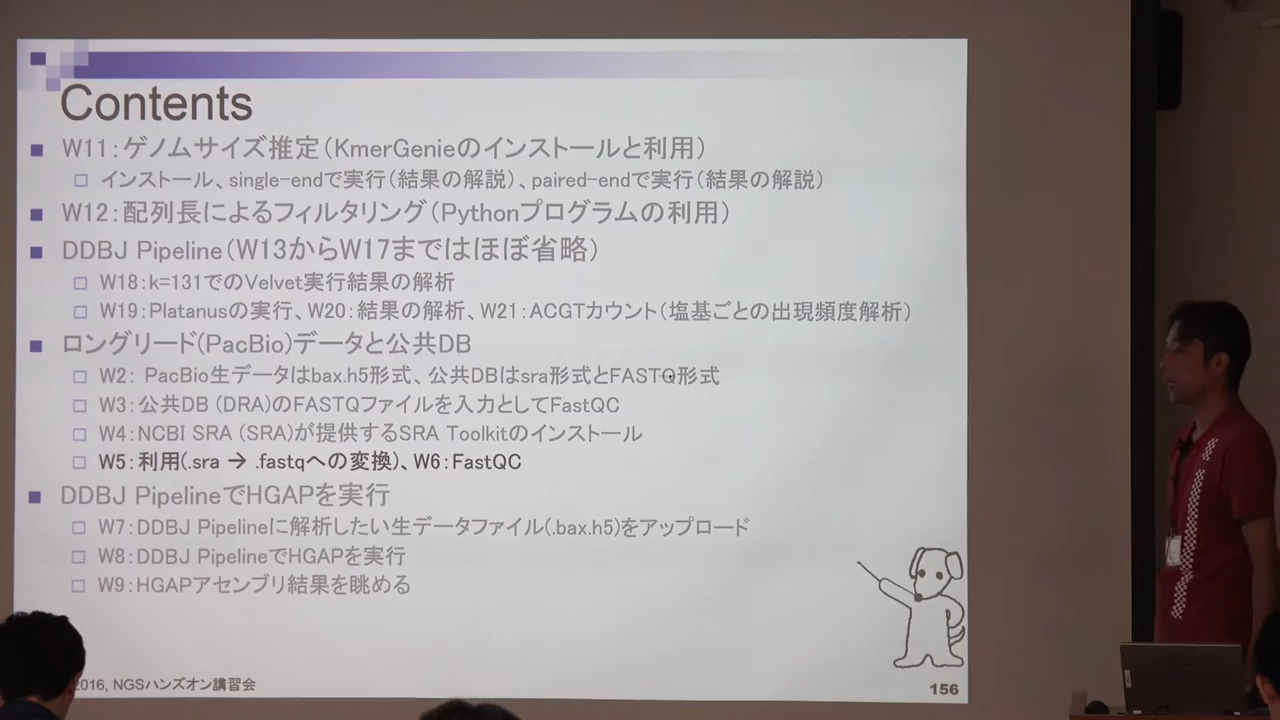 Contents
W11:ゲノムサイズ推定(KmerGenieのインストールと利用)
インストール、single-endで実行(結果の解説)、paired-endで実行(結果の解説)
W12:配列長によるフィルタリング(Pythonプログラムの利用)
DDBJ Pipeline(W13からW17まではほぼ省略)
W18:k=131でのVelvet実行結果の解析
W19:Platanusの実行、W20:結果の解析、W21:ACGTカウント(塩基ごとの出現頻度解析)
ロングリード(PacBio)データと公共DB
W2: PacBio生データはbax.h5形式、公共DBはsra形式とFASTQ形式
W3:公共DB (DRA)のFASTQファイルを入力としてFastQC
W4:NCBI SRA (SRA)が提供するSRA Toolkitのインストール
W5:利用(.sra → .fastqへの変換)、W6:FastQC
DDBJ PipelineでHGAPを実行
W7:DDBJ Pipelineに解析したい生データファイル(.bax.h5)をアップロード
W8:DDBJ PipelineでHGAPを実行
W9:HGAPアセンブリ結果を眺める
2016, NGSハンズオン講習会
156